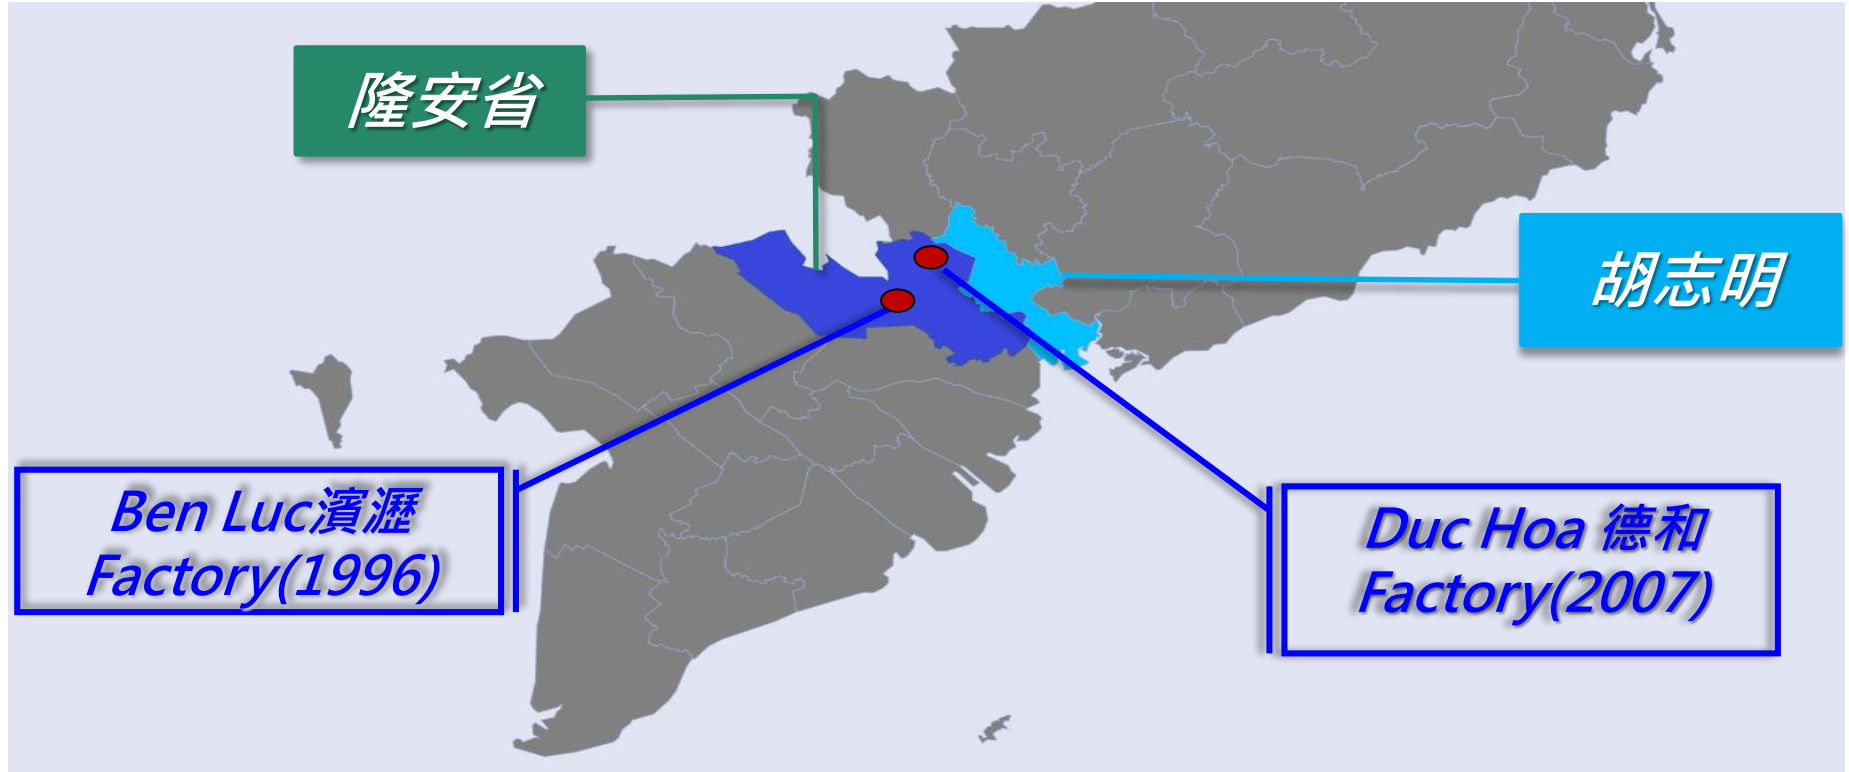 隆安省
胡志明
Ben Luc濱瀝
Factory(1996)
Duc Hoa 德和
Factory(2007)